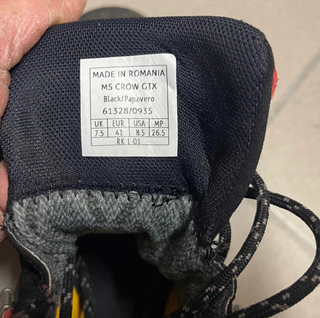 MADE IN ROMANIA
MS CROW GTX
Black/Papavero
61328/0935
UK EUR USA MP
7.5 41 8.5 26.5
RK 1-01